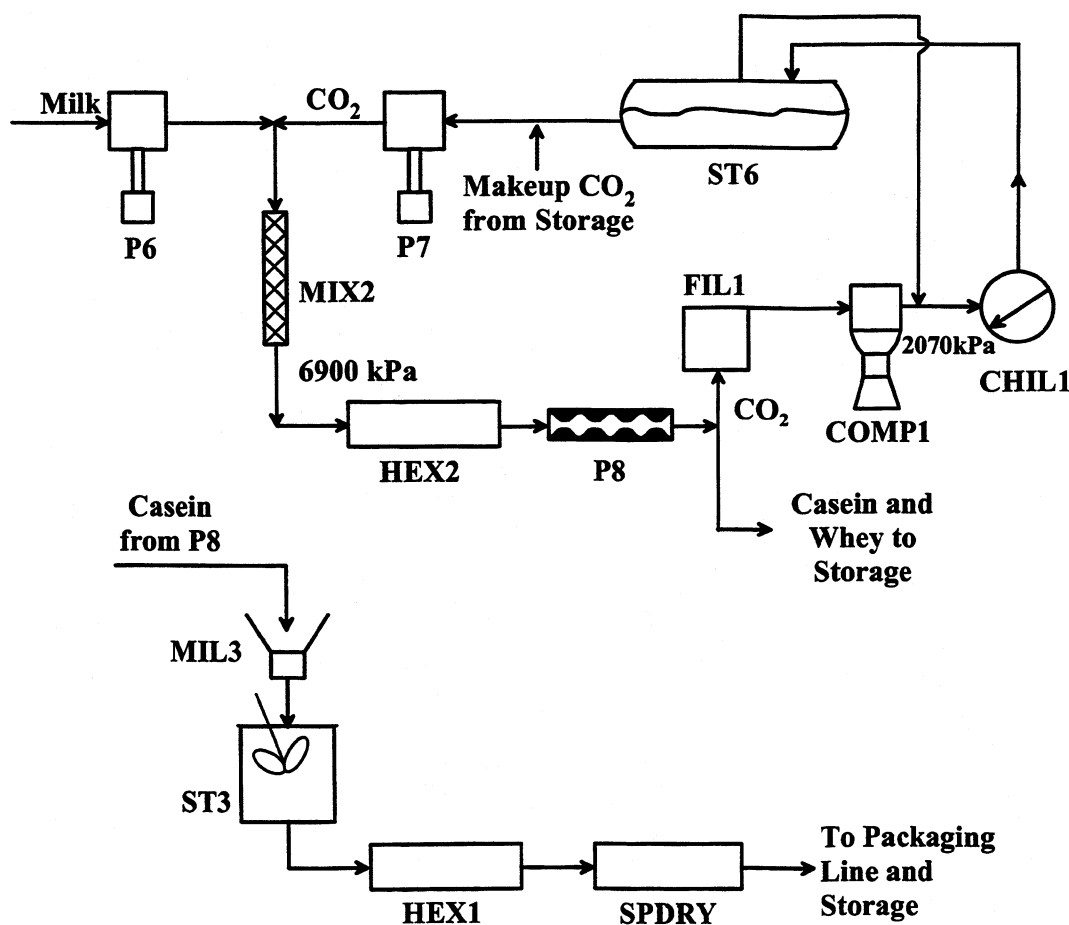 Milk
CO2
ST6
Makeup CO2
from Storage
P6
P7
MIX2
FIL1
6900 kPa
2070kPa
CHIL1
CO2
COMP1
HEX2
P8
Casein
from P8
Casein and
Whey to
Storage
MIL3
ST3
To Packaging
Line and
Storage
HEX1
SPDRY